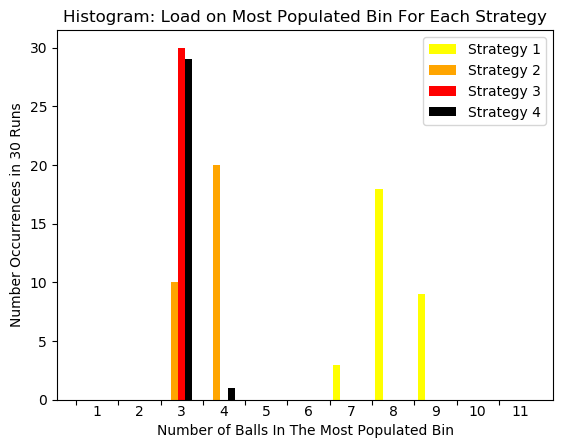 Histogram: Load on Most Populated Bin For Each Strategy
Number Occurrences in 30 Runs
30
25
20
15
10
5
0
Strategy 1
Strategy 2
Strategy 3
Strategy 4
1 2 3 4 5 6 7 8 9 10 11
Number of Balls In The Most Populated Bin